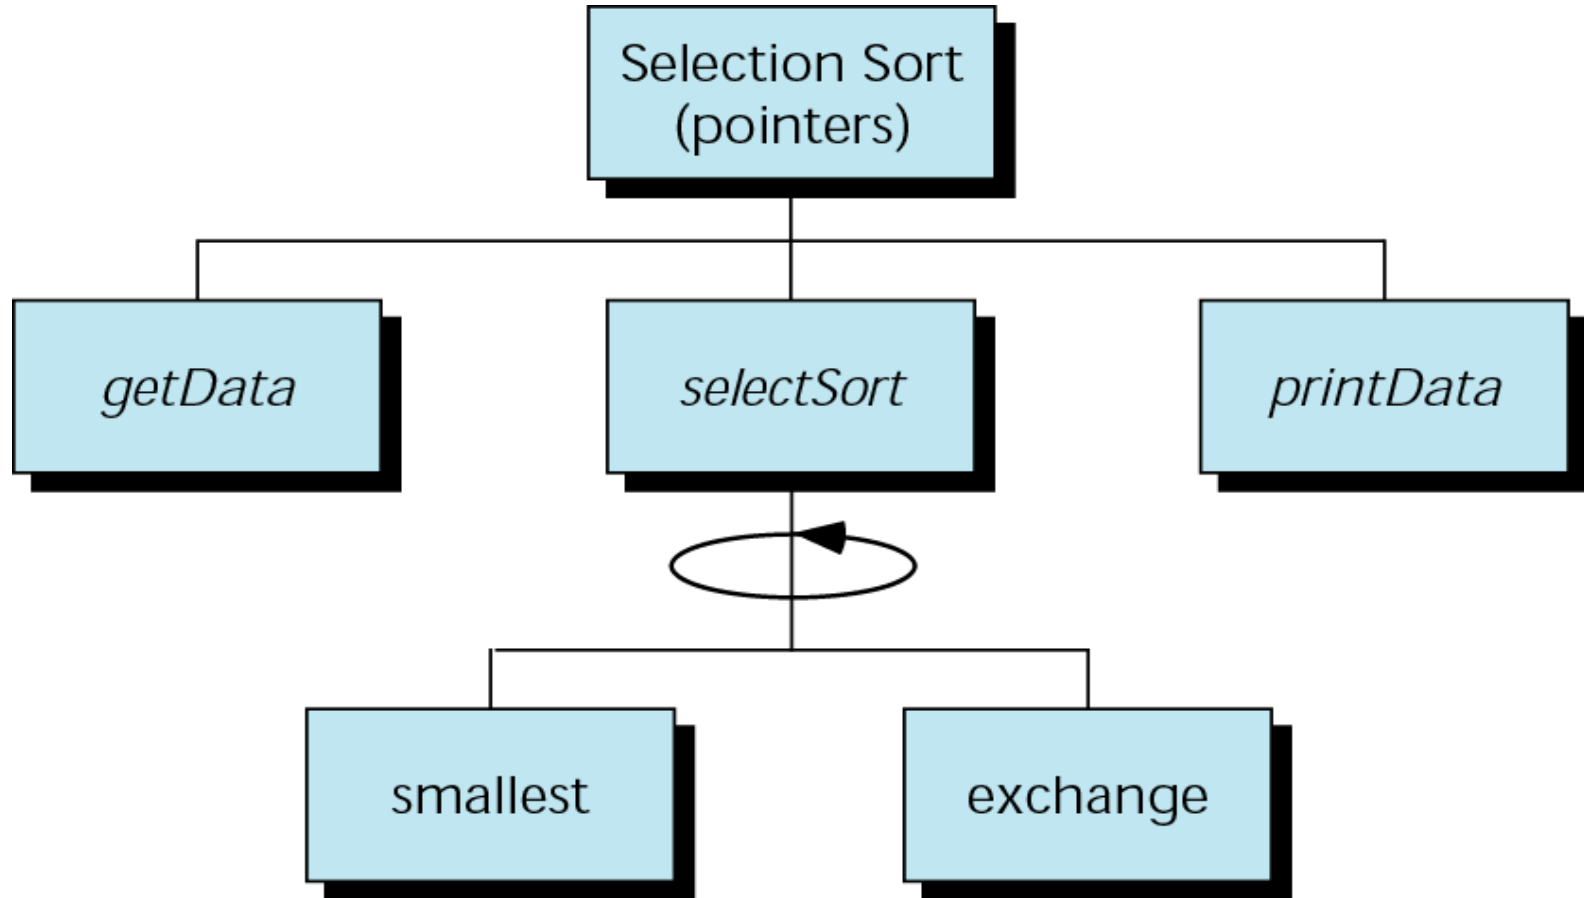 Selection Sort
(pointers)
getData
selectSort
printData
smallest
exchange